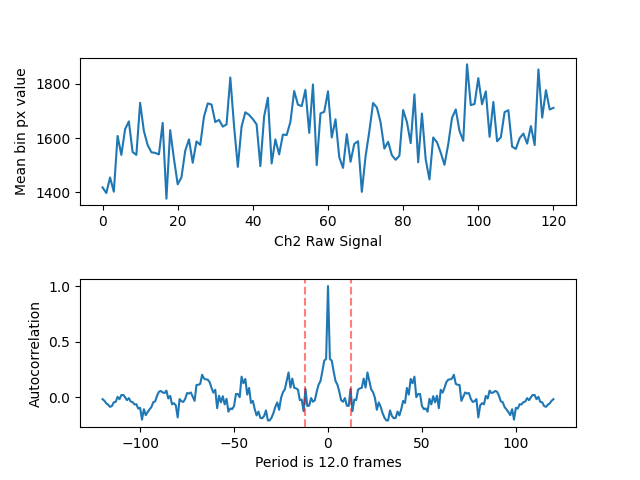 1800
1600
1400
Mean bin px value
0 20 40 60 80 100 120
Ch2 Raw Signal
1.0
0.5
0.0
Autocorrelation
−100 −50 0 50 100
Period is 12.0 frames